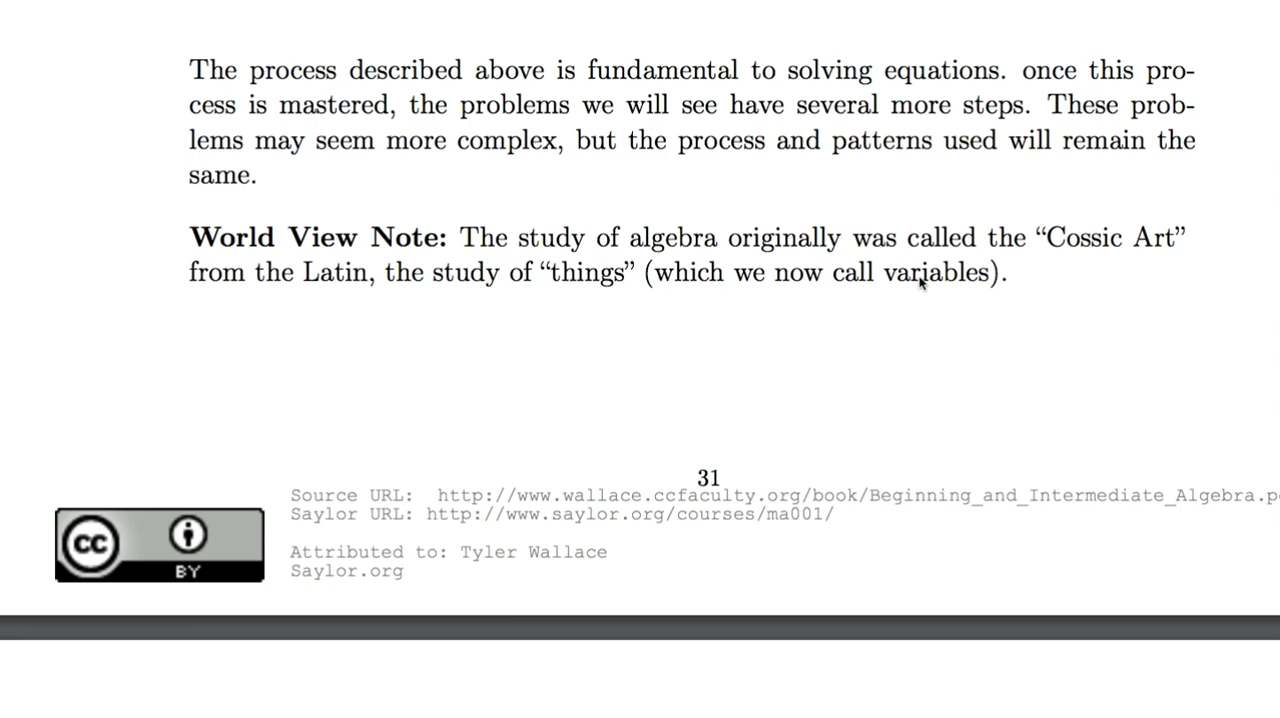 The process described above is fundamental to solving equations. once this pro-
cess is mastered, the problems we will see have several more steps. These prob-
lems may seem more complex, but the process and patterns used will remain the
same.
World View Note: The study of algebra originally was called the “Cossic Art”
from the Latin, the study of “things” (which we now call variables).
31
Source URL: http://www.wallace.ccfaculty.org/book/Beginning_and_Intermediate_Algebra.p
Saylor URL: http://www.saylor.org/courses/ma001/
cc
BY
Attributed to: Tyler Wallace
Saylor.org